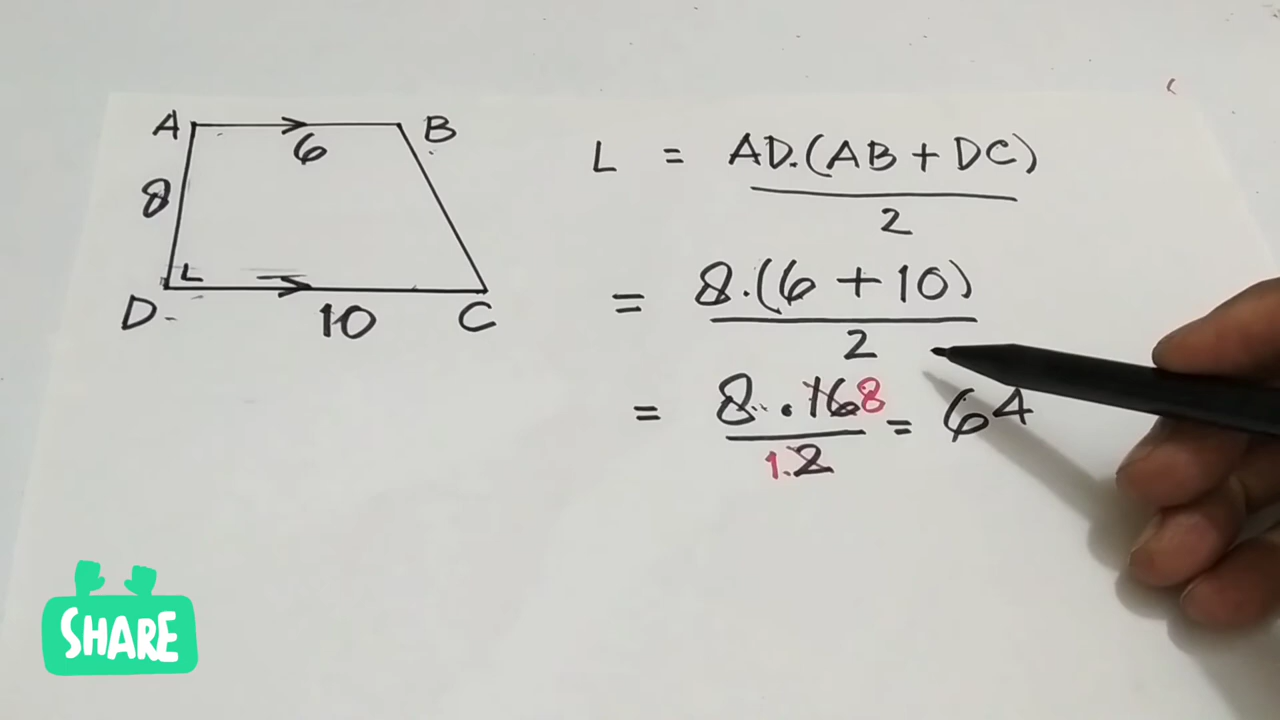 A B
6
8
D 10 C
L = AD.(AB + DC)
2
= 8.(6 + 10)
2
= 8 . 16 8 = 64
1. 2
SHARE